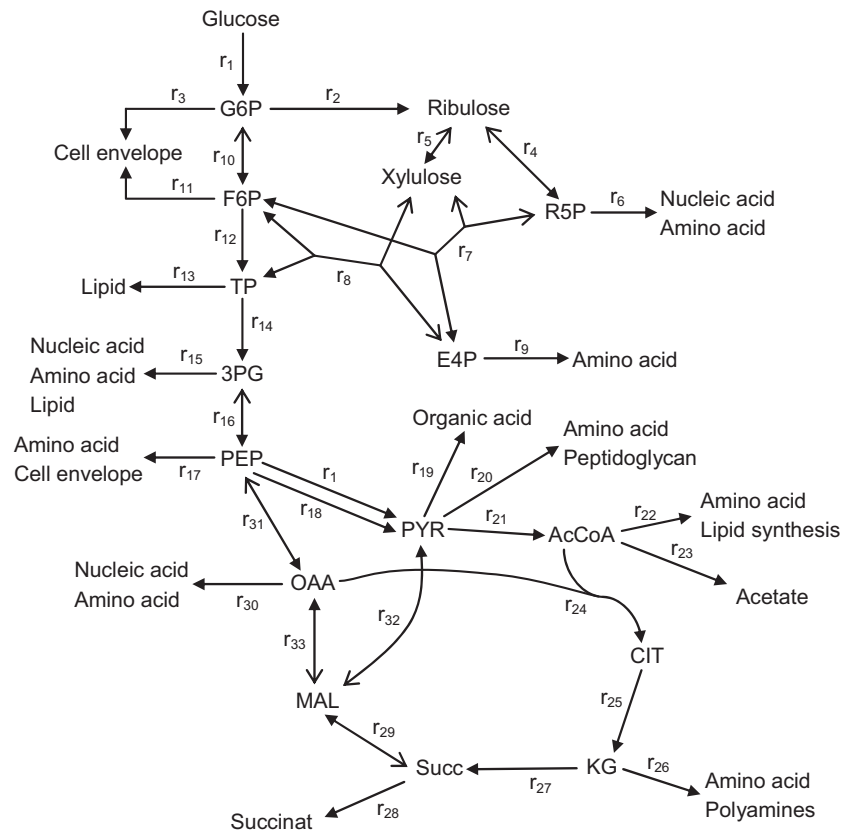 Glucose
r1
r3
G6P
r2
Ribulose
r5
r4
Cell envelope
r10
Xylulose
r11
F6P
R5P
r6
Nucleic acid
Amino acid
r12
r7
r8
Lipid
r13
TP
r14
Nucleic acid
Amino acid
Lipid
r15
3PG
E4P
r9
Amino acid
r16
Organic acid
Amino acid
Peptidoglycan
Amino acid
Cell envelope
r17
PEP
r1
r18
r19
r20
PYR
r21
AcCoA
r22
Amino acid
Lipid synthesis
r23
Acetate
r31
Nucleic acid
Amino acid
r30
OAA
r24
r32
r33
CIT
r25
MAL
r29
Succ
r27
KG
r26
Amino acid
Polyamines
Succinat
r28